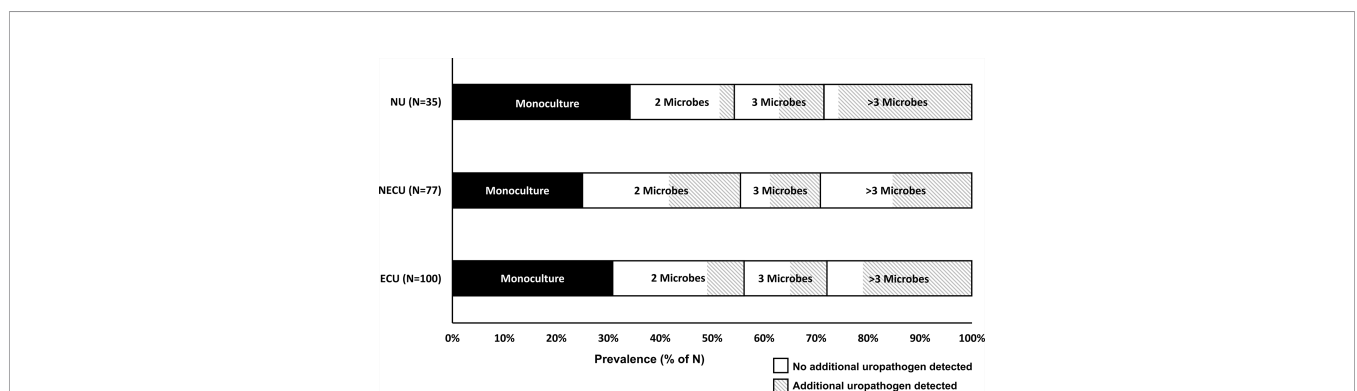 NU (N=35)
Monoculture
2 Microbes
3 Microbes
>3 Microbes
NECU (N=77)
Monoculture
2 Microbes
3 Microbes
>3 Microbes
ECU (N=100)
Monoculture
2 Microbes
3 Microbes
>3 Microbes
0% 10% 20% 30% 40% 50% 60% 70% 80% 90% 100%
Prevalence (% of N)
No additional uropathogen detected
Additional uropathogen detected